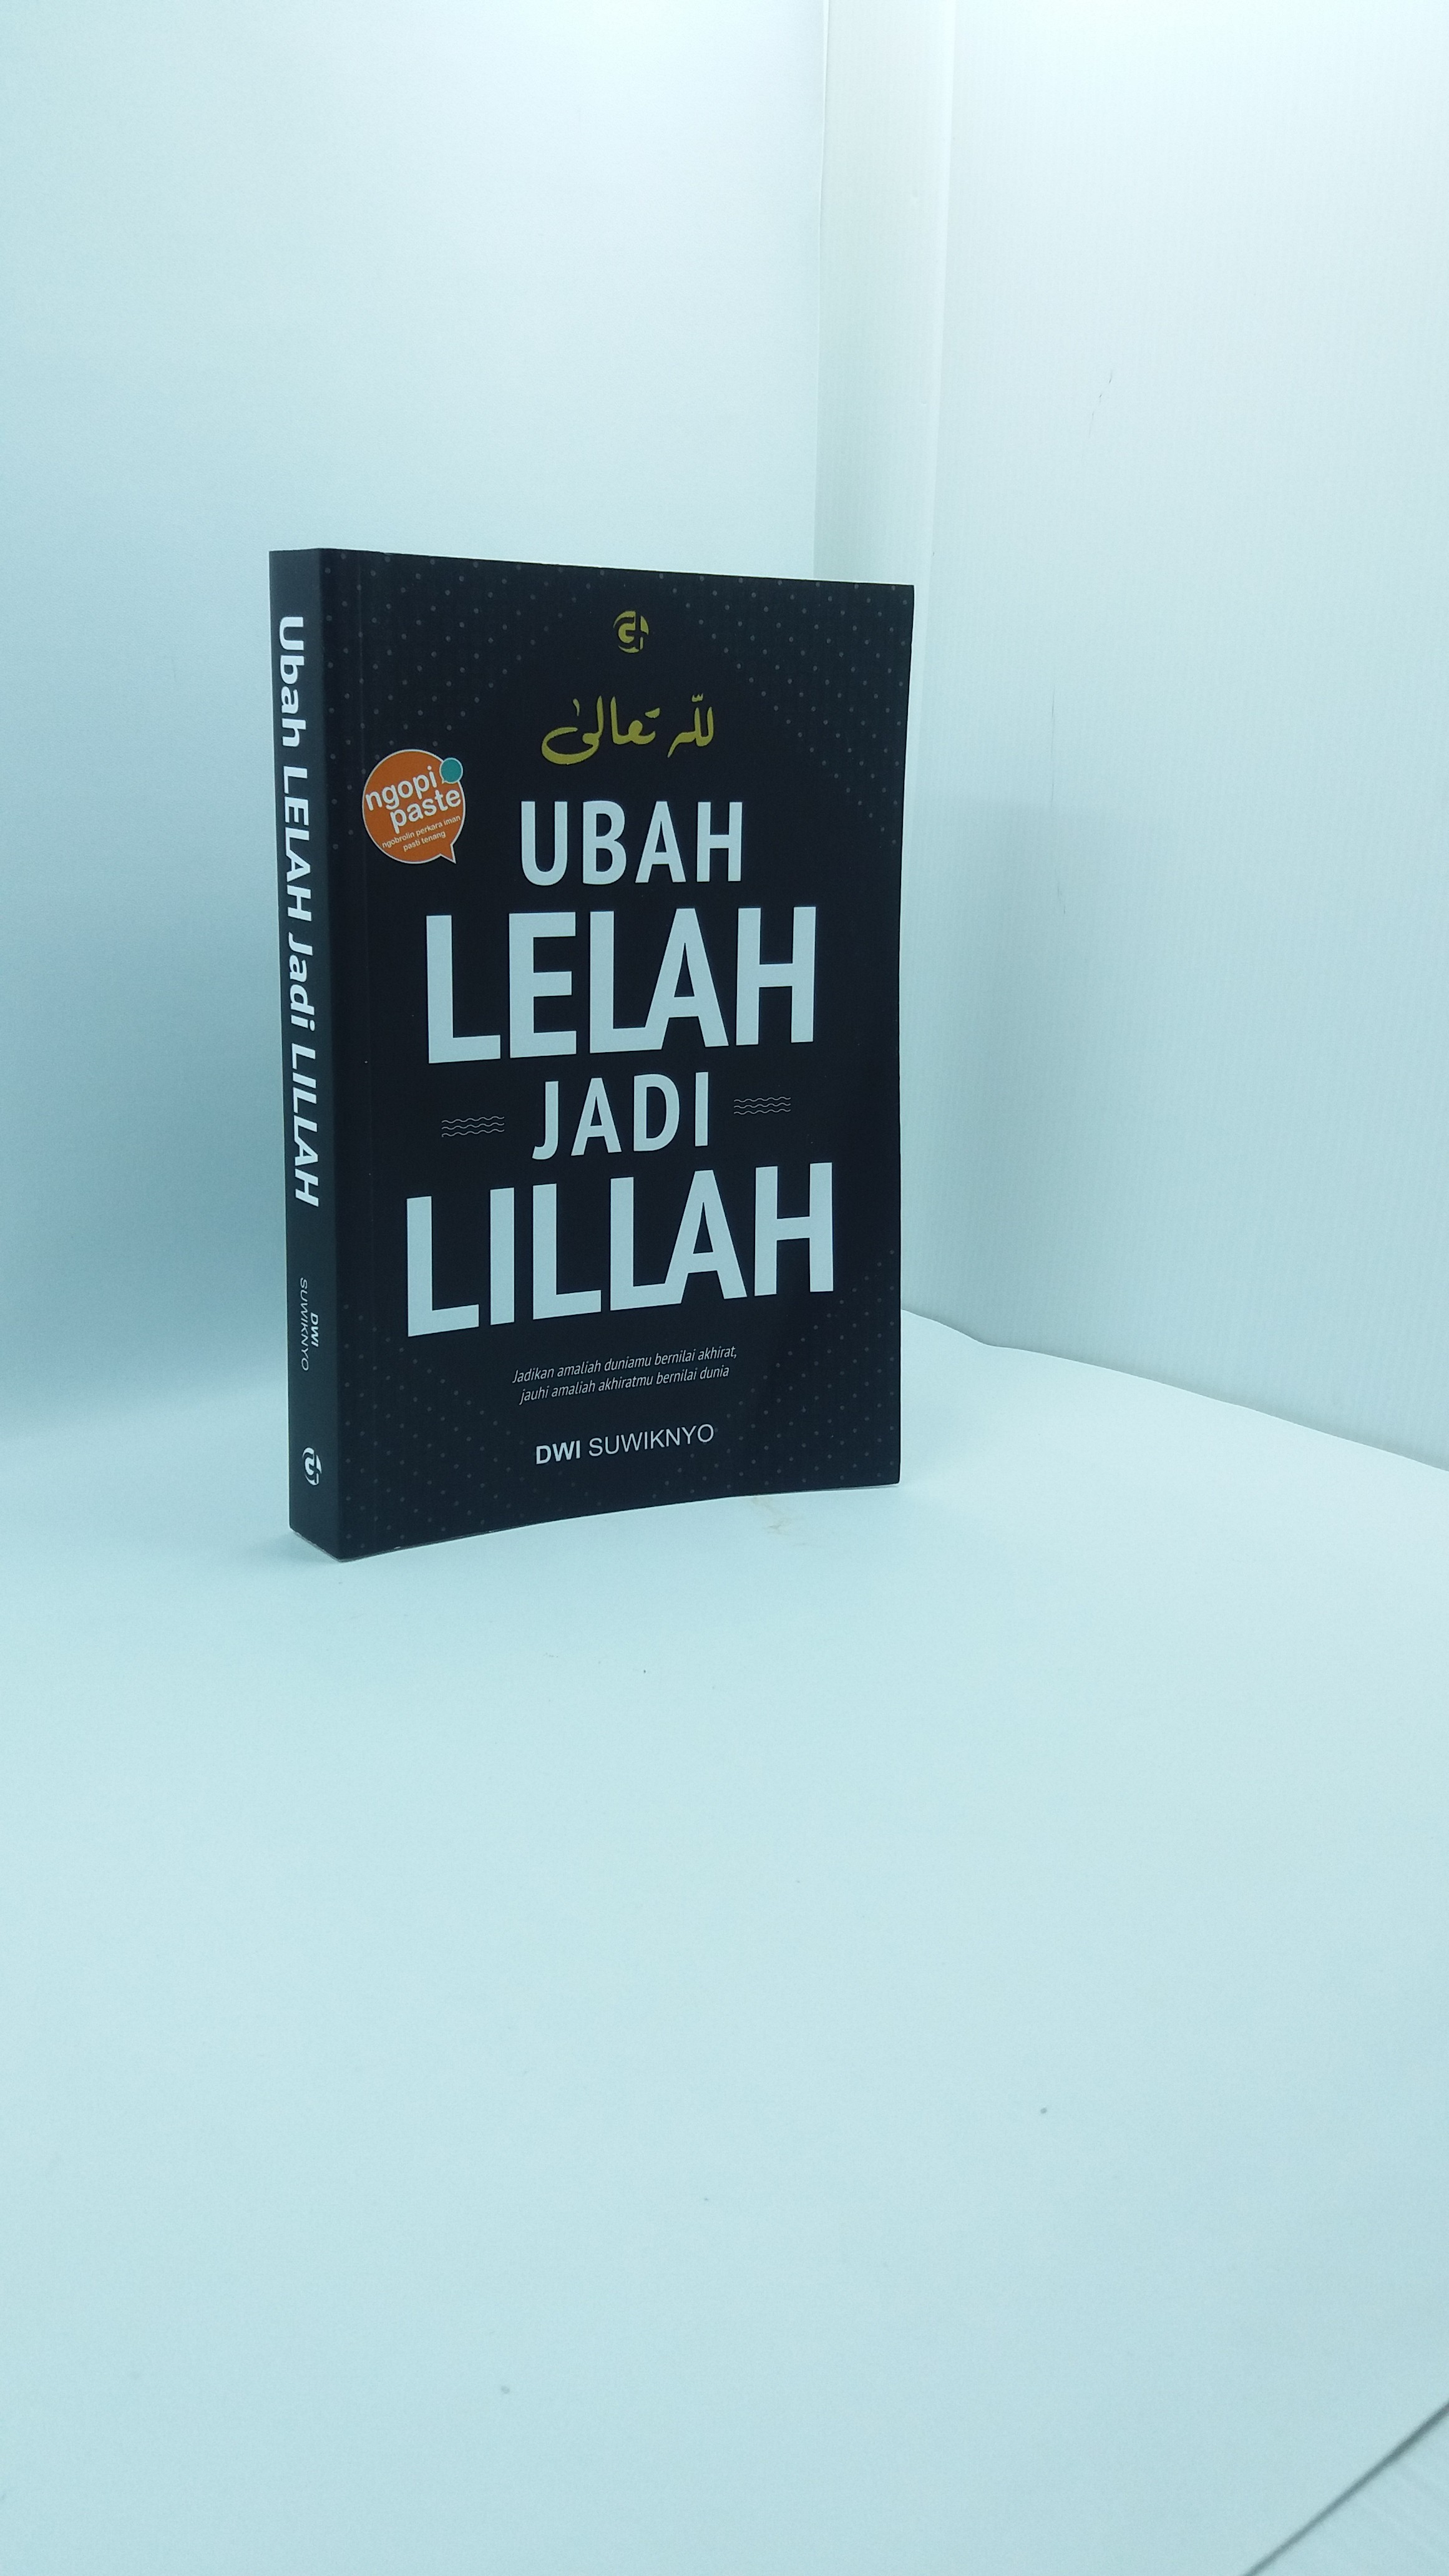 لله تعالى
ngopi
paste
ngobrolin perkara iman
pasti tenang
UBAH
LELAH
JADI
LILLAH
Jadikan amaliah duniamu bernilai akhirat,
jauhi amaliah akhiratmu bernilai dunia
DWI SUWIKNYO
Ubah LELAH Jadi LILLAH
DWI
SUWIKNYO